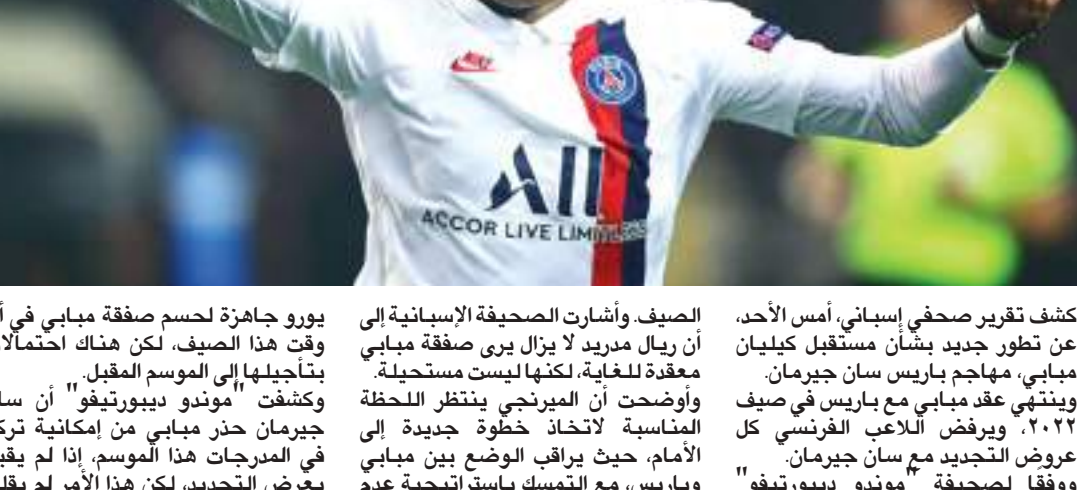 ALL
ACCOR LIVE
كشف تقرير صحفي إسباني، أمس الأحد،
عن تطور جديد بشأن مستقبل كيليان
مبابي، مهاجم باريس سان جيرمان.
وينتهي عقد مبابي مع باريس في صيف
٢٠٢٢، ويرفض اللاعب الفرنسي كل
عروض التجديد مع سان جيرمان.
ووفقًا لصحيفة "موندو ديبورتيفو"
الصيف. وأشارت الصحيفة الإسبانية إلى
أن ريال مدريد لا يزال يرى صفقة مبابي
معقدة للغاية، لكنها ليست مستحيلة.
وأوضحت أن الميرنجي ينتظر اللحظة
المناسبة لاتخاذ خطوة جديدة إلى
الأمام، حيث يراقب الوضع بين مبابي
وباريس، مع التمسك باستراتيجية عدم
يورو جاهزة لحسم صفقة مبابي في
وقت هذا الصيف، لكن هناك
بتأجيلها إلى الموسم المقبل.
وكشفت "موندو ديبورتيفو" أن
جيرمان حذر مبابي من إمكانية
في المدرجات هذا الموسم، إذا لم
بعرض التجديد، لكن هذا الأمر لم